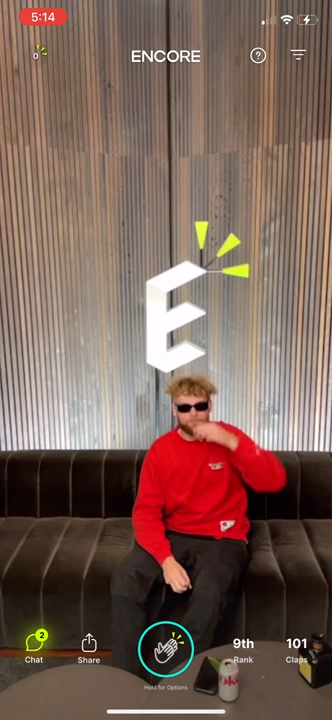 5:14
0
ENCORE
?
E
2
Chat
Share
9th
Rank
101
Claps
Hold for Options